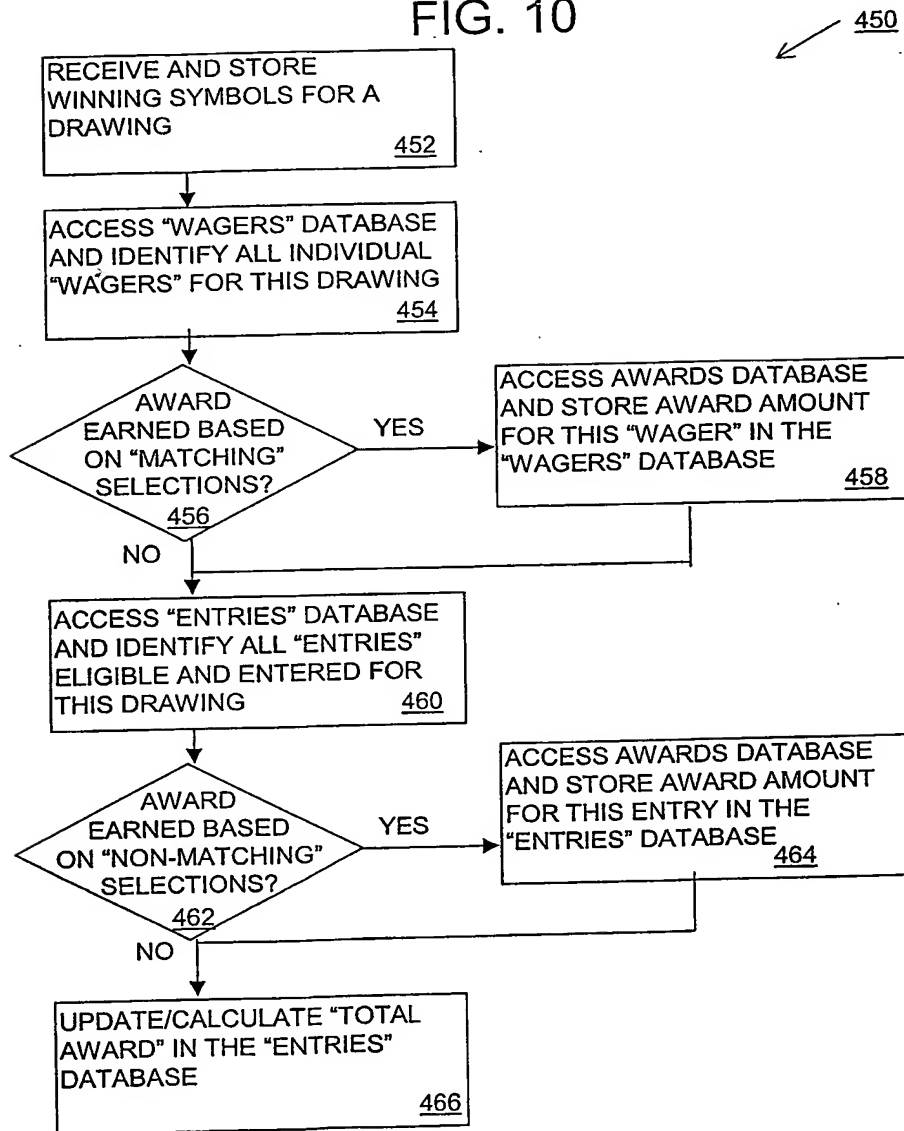 FIG. 10
450
RECEIVE AND STORE
WINNING SYMBOLS FOR A
DRAWING
452
ACCESS “WAGERS” DATABASE
AND IDENTIFY ALL INDIVIDUAL
“WAGERS” FOR THIS DRAWING
454
AWARD
EARNED BASED
ON “MATCHING”
SELECTIONS?
456
YES
NO
ACCESS AWARDS DATABASE
AND STORE AWARD AMOUNT
FOR THIS “WAGER” IN THE
“WAGERS” DATABASE
458
ACCESS “ENTRIES” DATABASE
AND IDENTIFY ALL “ENTRIES”
ELIGIBLE AND ENTERED FOR
THIS DRAWING 460
AWARD
EARNED BASED
ON “NON-MATCHING”
SELECTIONS?
462
YES
NO
ACCESS AWARDS DATABASE
AND STORE AWARD AMOUNT
FOR THIS ENTRY IN THE
“ENTRIES” DATABASE
464
UPDATE/CALCULATE “TOTAL
AWARD” IN THE “ENTRIES”
DATABASE
466